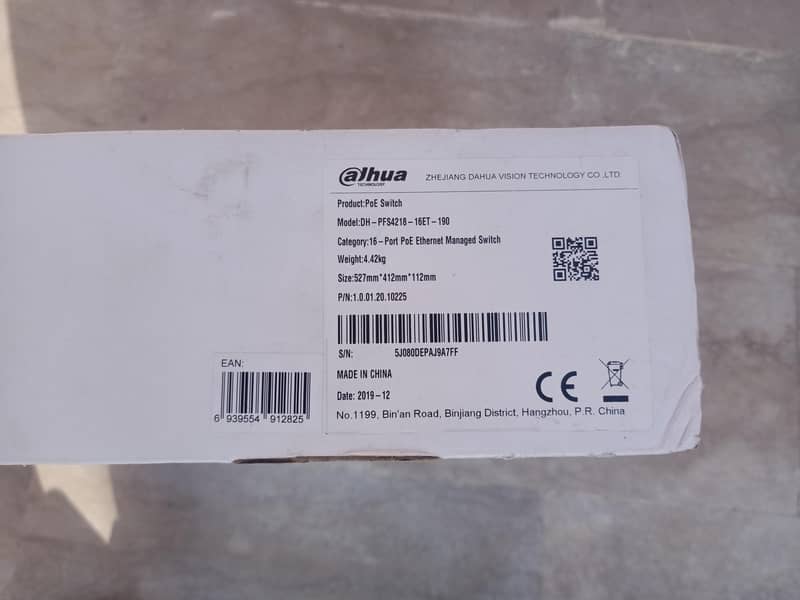 alhua
TECHNOLOGY
ZHEJIANG DAHUA VISION TECHNOLOGY CO.,LTD.
Product:PoE Switch
Model:DH-PFS4218-16ET-190
Category:16-Port PoE Ethernet Managed Switch
Weight:4.42kg
Size:527mm*412mm*112mm
P/N:1.0.01.20.10225
S/N: 5J080DEPAJ9A7FF
MADE IN CHINA
Date: 2019-12
CE
No.1199, Bin'an Road, Binjiang District, Hangzhou, P.R. China
EAN:
6 939554 912825